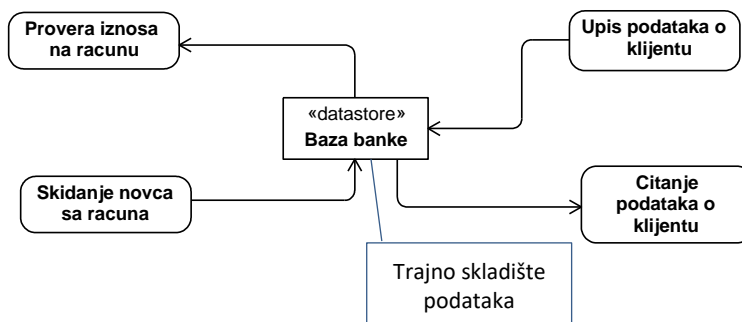 Provera iznosa
na racunu
Upis podataka o
klijentu
«datastore»
Baza banke
Skidanje novca
sa racuna
Citanje
podataka o
klijentu
Trajno skladište
podataka